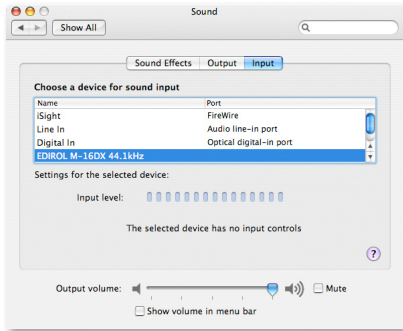 Sound
Show All
Sound Effects Output Input
Choose a device for sound input
Name Port
iSight FireWire
Line In Audio line-in port
Digital In Optical digital-in port
EDIROL M-16DX 44.1kHz
Settings for the selected device:
Input level:
The selected device has no input controls
?
Output volume: Mute
Show volume in menu bar